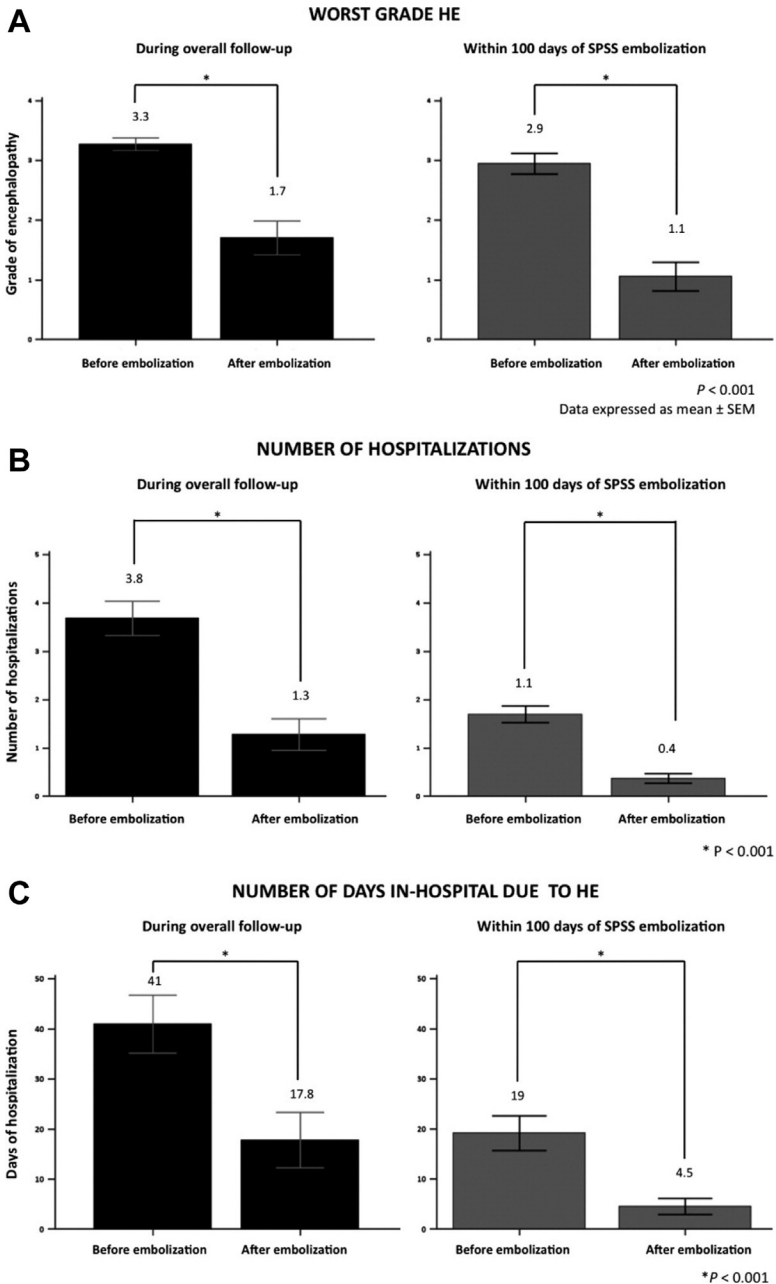 A
WORST GRADE HE
During overall follow-up
Within 100 days of SPSS embolization
*
*
Grade of encephalopathy
4
3
2
1
0
3.3
1.7
4
3
2
1
0
2.9
1.1
Before embolization
After embolization
Before embolization
After embolization
P < 0.001
Data expressed as mean ± SEM
B
NUMBER OF HOSPITALIZATIONS
During overall follow-up
Within 100 days of SPSS embolization
*
*
Number of hospitalizations
5
4
3
2
1
0
3.8
1.3
5
4
3
2
1
0
1.1
0.4
Before embolization
After embolization
Before embolization
After embolization
* P < 0.001
C
NUMBER OF DAYS IN-HOSPITAL DUE TO HE
During overall follow-up
Within 100 days of SPSS embolization
*
*
Days of hospitalization
50
40
30
20
10
0
41
17.8
50
40
30
20
10
0
19
4.5
Before embolization
After embolization
Before embolization
After embolization
*P < 0.001